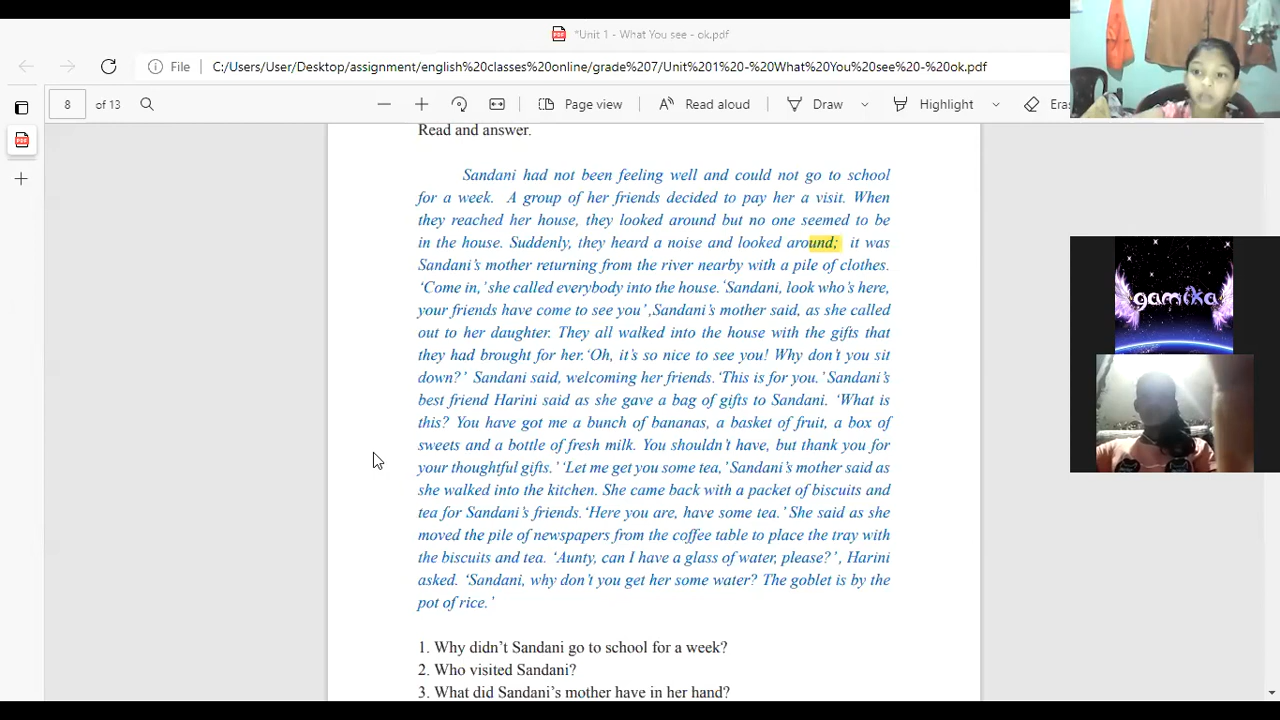 *Unit 1 - What You see - ok.pdf
File C:/Users/User/Desktop/assignment/english%20classes%20online/grade%207/Unit%201%20-%20What%20You%20see%20-%20ok.pdf
8 of 13 Page view Read aloud Draw Highlight
Read and answer.
Sandani had not been feeling well and could not go to school
for a week. A group of her friends decided to pay her a visit. When
they reached her house, they looked around but no one seemed to be
in the house. Suddenly, they heard a noise and looked around; it was
Sandani's mother returning from the river nearby with a pile of clothes.
'Come in,' she called everybody into the house.'Sandani, look who's here,
your friends have come to see you',Sandani's mother said, as she called
out to her daughter. They all walked into the house with the gifts that
they had brought for her.'Oh, it's so nice to see you! Why don't you sit
down?' Sandani said, welcoming her friends.'This is for you.'Sandani's
best friend Harini said as she gave a bag of gifts to Sandani. 'What is
this? You have got me a bunch of bananas, a basket of fruit, a box of
sweets and a bottle of fresh milk. You shouldn't have, but thank you for
your thoughtful gifts.' 'Let me get you some tea,'Sandani's mother said as
she walked into the kitchen. She came back with a packet of biscuits and
tea for Sandani's friends.'Here you are, have some tea.' She said as she
moved the pile of newspapers from the coffee table to place the tray with
the biscuits and tea. 'Aunty, can I have a glass of water, please?', Harini
asked. 'Sandani, why don't you get her some water? The goblet is by the
pot of rice.'
1. Why didn't Sandani go to school for a week?
2. Who visited Sandani?
3. What did Sandani's mother have in her hand?
gamika